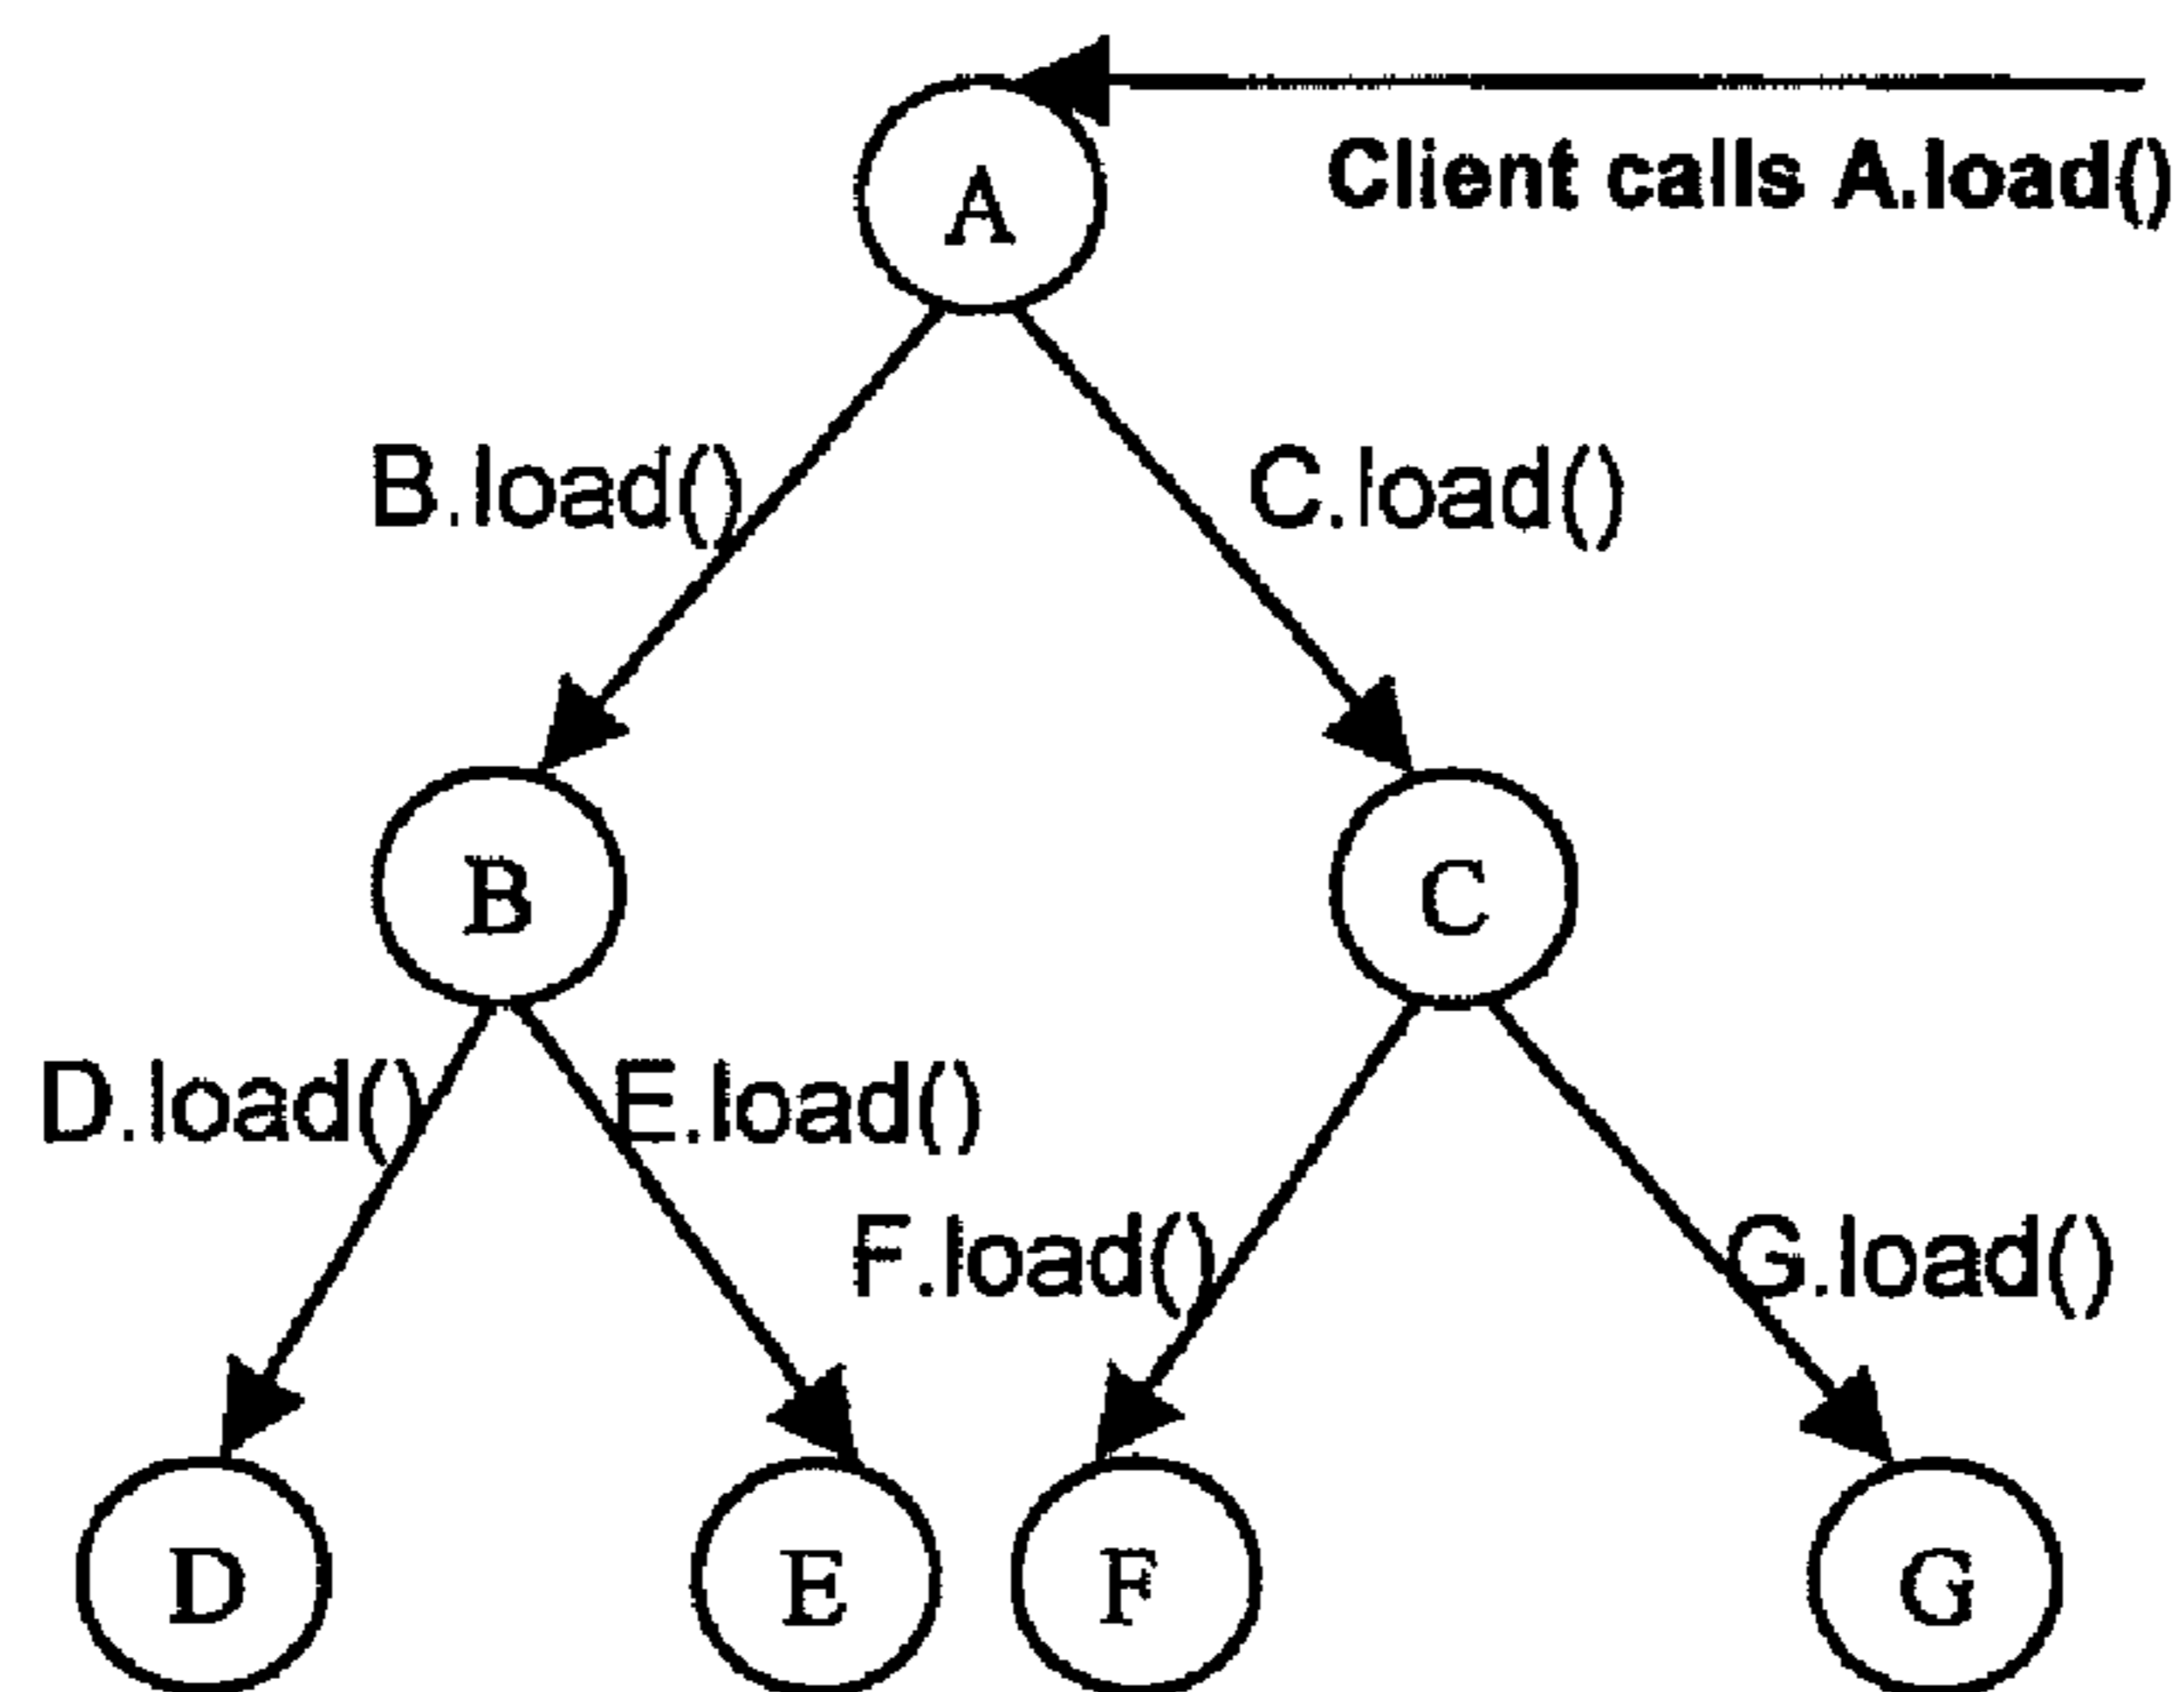 A
Client calls A.load()
B.load()
C.load()
B
C
D.load()
E.load()
F.load()
G.load()
D
E
F
G